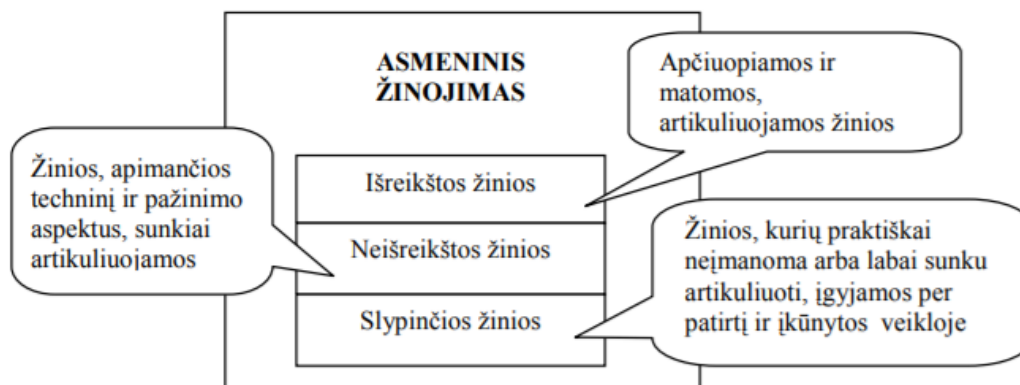 ASMENINIS
ŽINOJIMAS
Apčiuopiamos ir
matomos,
artikuliuojamos žinios
Žinios, apimančios
techninį ir pažinimo
aspektus, sunkiai
artikuliuojamos
Išreikštos žinios
Neišreikštos žinios
Slypinčios žinios
Žinios, kurių praktiškai
neįmanoma arba labai sunku
artikuliuoti, įgyjamos per
patirtį ir įkūnytos veikloje